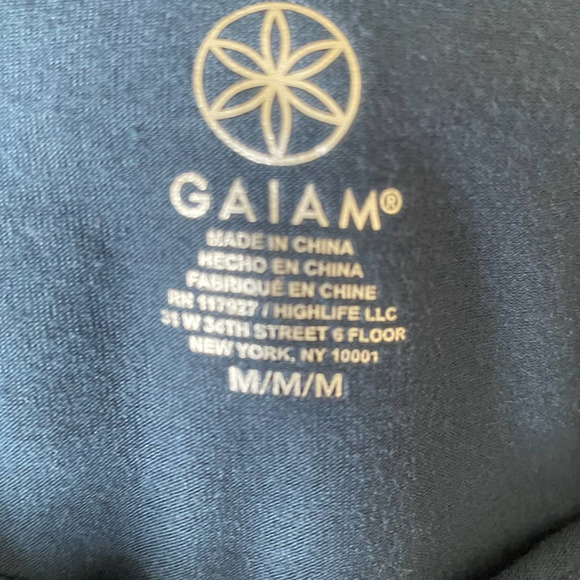 GAIAM®
MADE IN CHINA
HECHO EN CHINA
FABRIQUÉ EN CHINE
RN 117927 / HIGHLIFE LLC
31 W 34TH STREET 6 FLOOR
NEW YORK, NY 10001
M/M/M